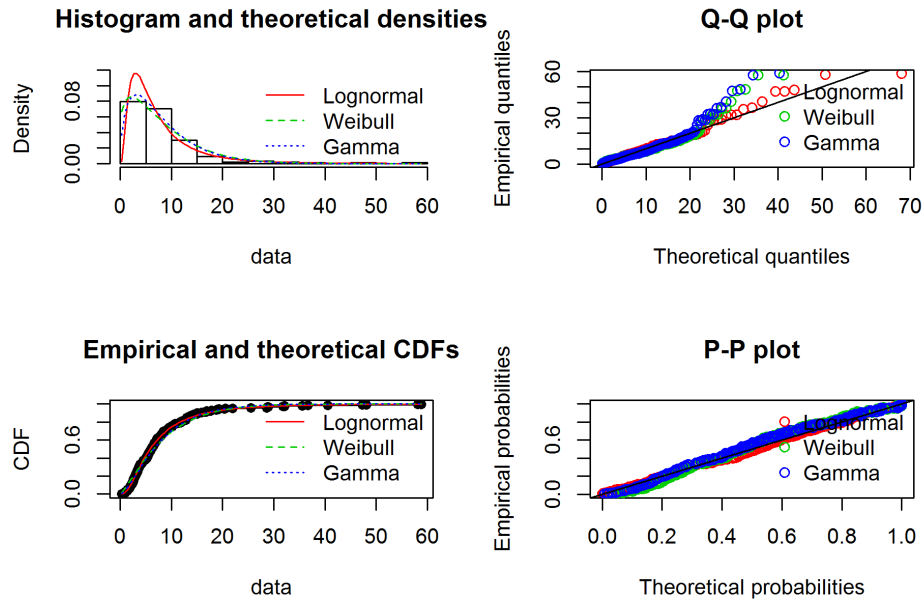 Histogram and theoretical densities
Density
0.00
0.08
Lognormal
Weibull
Gamma
0 10 20 30 40 50 60
data
Q-Q plot
Empirical quantiles
0
30
60
Lognormal
Weibull
Gamma
0 10 20 30 40 50 60 70
Theoretical quantiles
Empirical and theoretical CDFs
CDF
0.0
0.6
Lognormal
Weibull
Gamma
0 10 20 30 40 50 60
data
P-P plot
Empirical probabilities
0.0
0.6
Lognormal
Weibull
Gamma
0.0 0.2 0.4 0.6 0.8 1.0
Theoretical probabilities